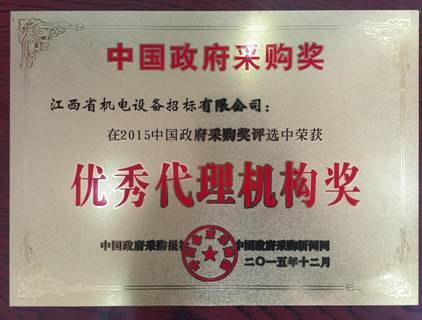 中国政府采购奖
江西省机电设备招标有限公司：
在2015中国政府采购奖评选中荣获
优秀代理机构奖
中国政府采购报社 中国政府采购新闻网
二〇一五年十二月